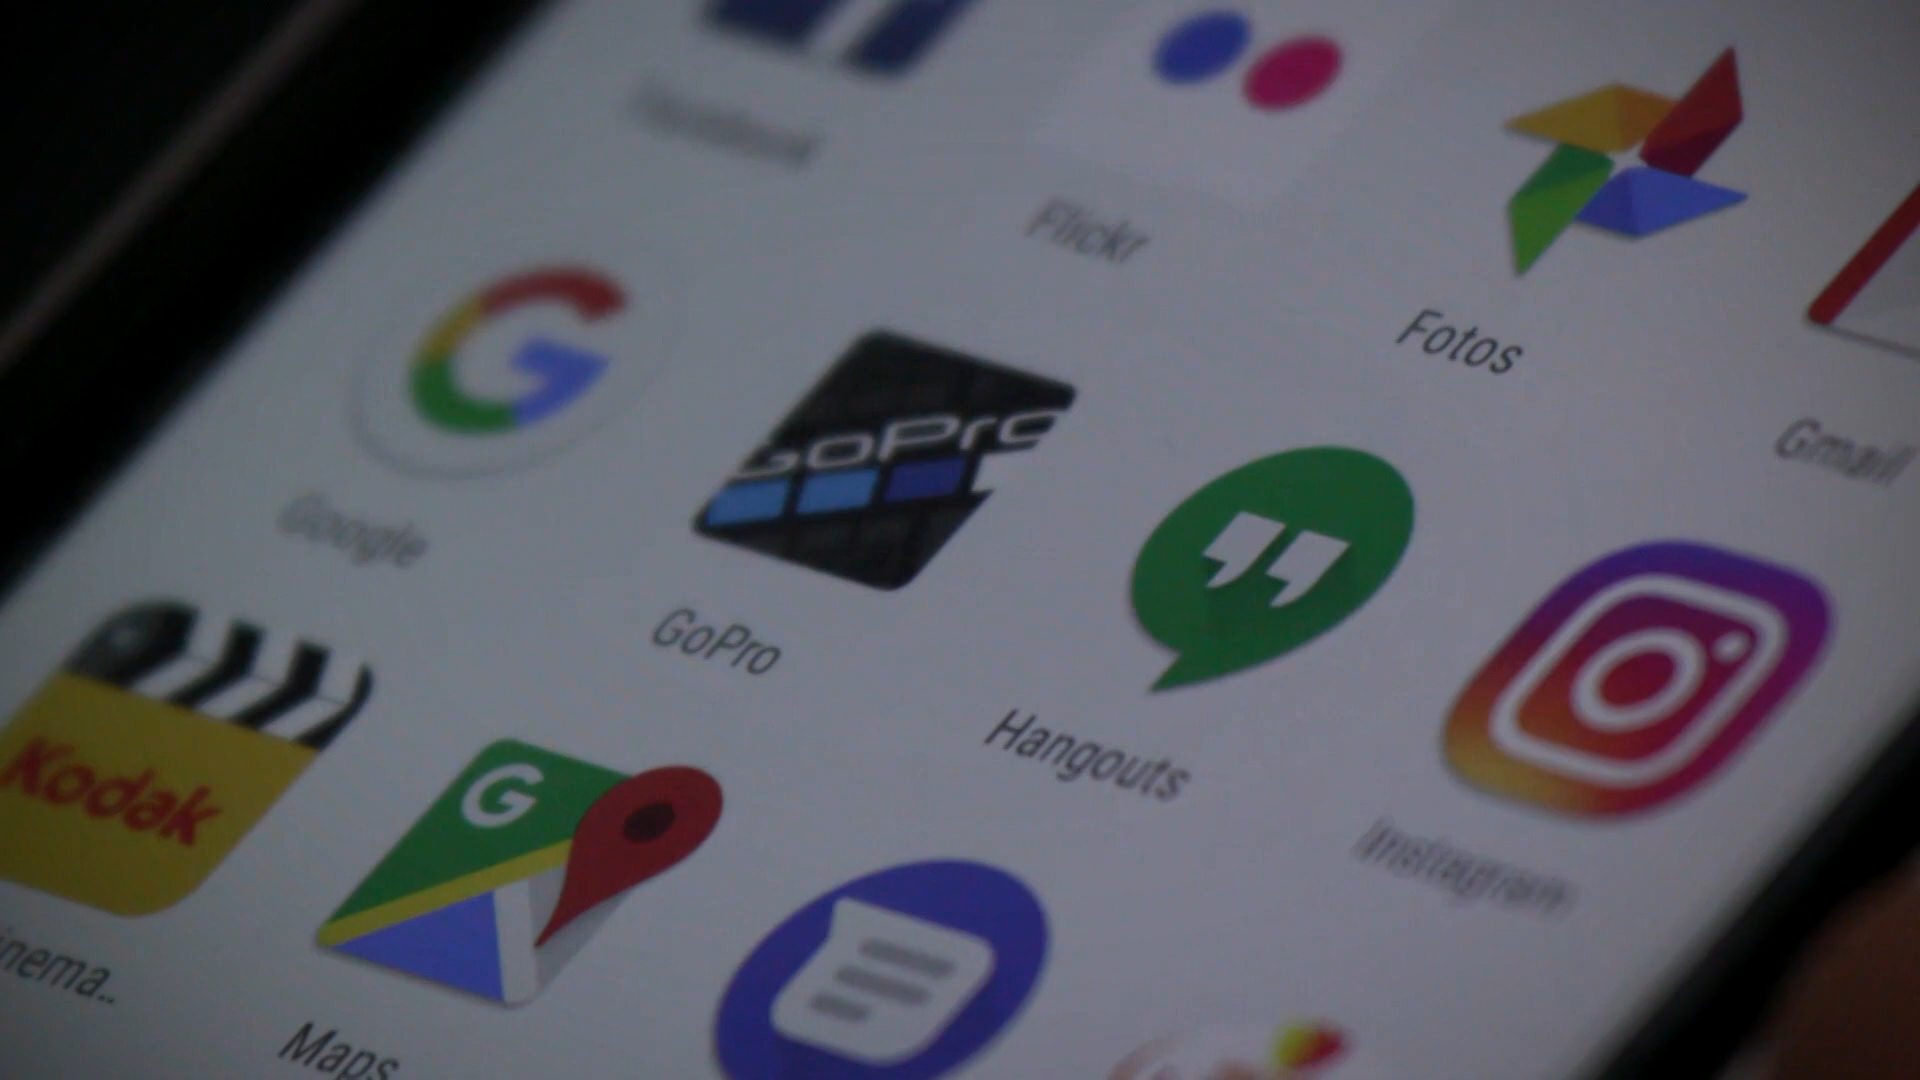 Flickr
Fotos
Gmail
Google
GoPro
GoPro
Hangouts
Instagram
Kodak
inema..
G
Maps